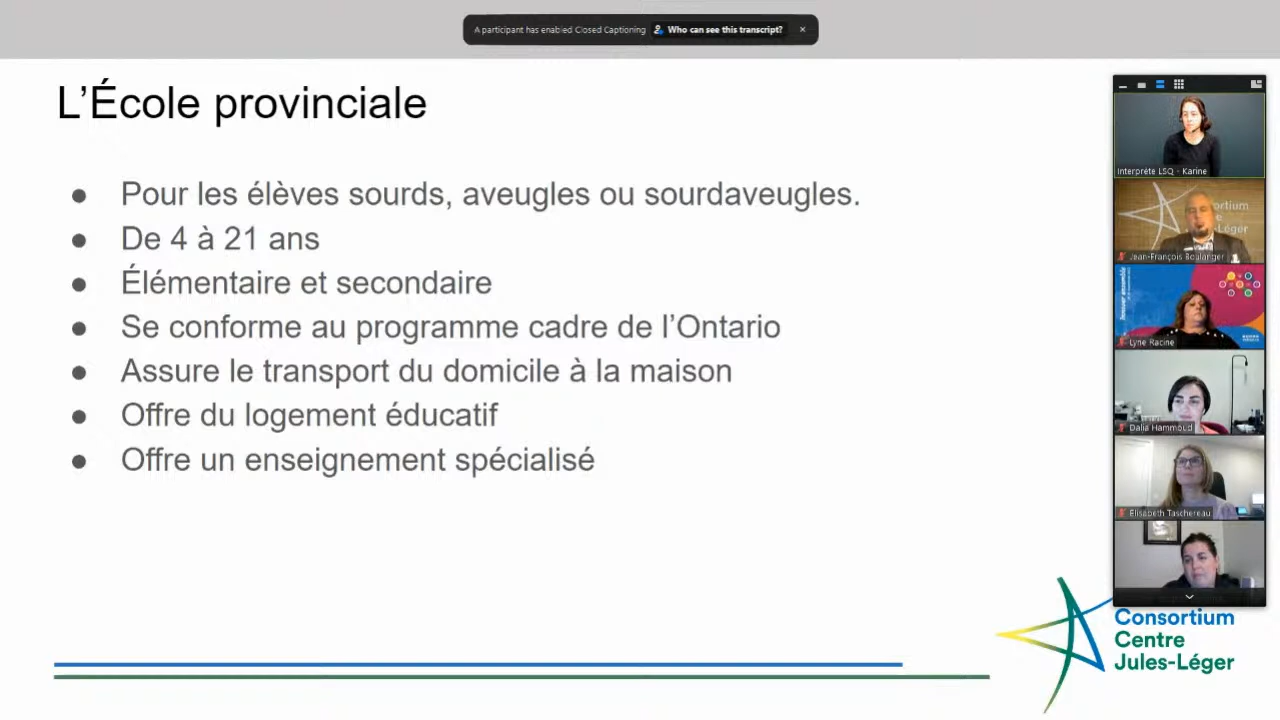 A participant has enabled Closed Captioning Who can see this transcript?
L’École provinciale
● Pour les élèves sourds, aveugles ou sourdaveugles.
● De 4 à 21 ans
● Élémentaire et secondaire
● Se conforme au programme cadre de l’Ontario
● Assure le transport du domicile à la maison
● Offre du logement éducatif
● Offre un enseignement spécialisé
Interprète LSQ - Karine
Jean-François Boulanger
Lyne Racine
Dalia Hammoud
Elisabeth Taschereau
Consortium
Centre
Jules-Léger